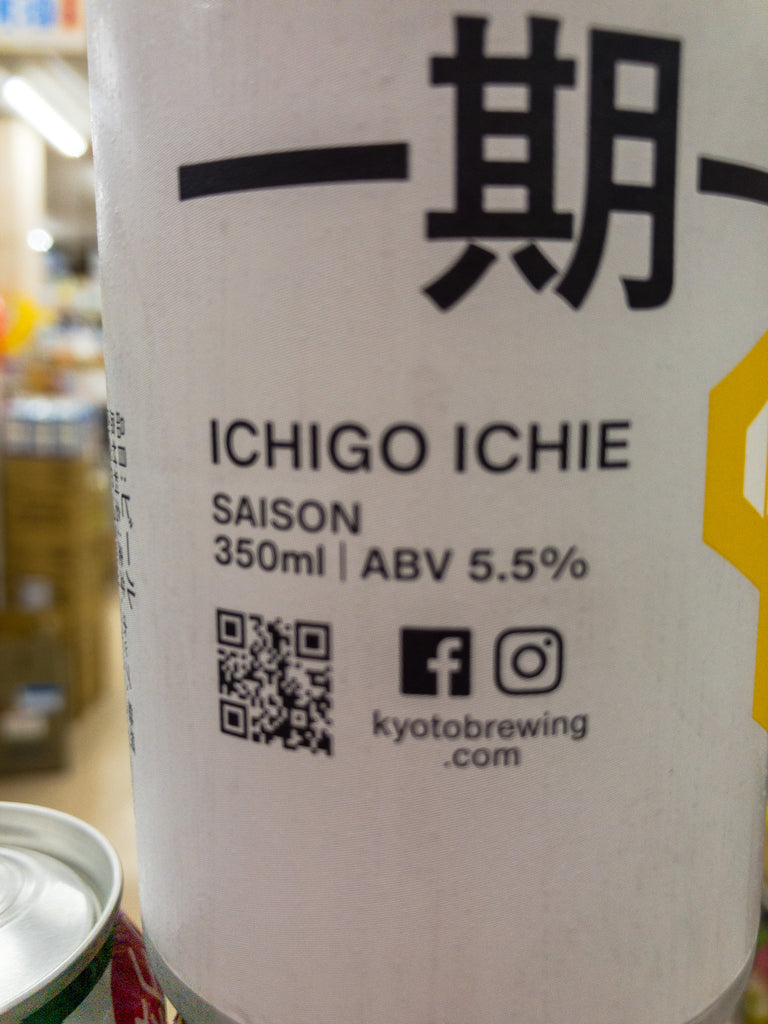 一期一
ICHIGO ICHIE
SAISON
350ml | ABV 5.5%
kyotobrewing
.com